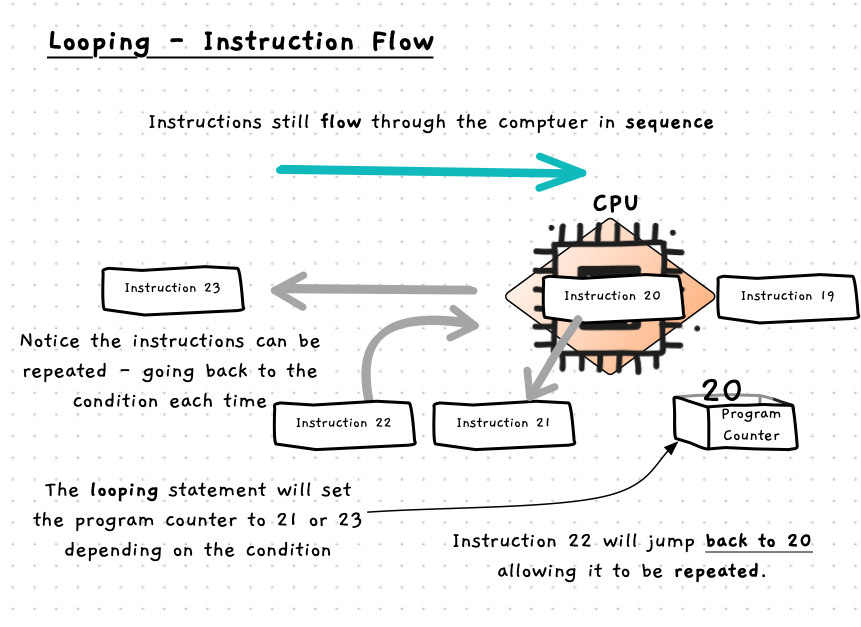 Looping - Instruction Flow
Instructions still flow through the comptuer in sequence
CPU
Instruction 23
Instruction 20
Instruction 19
Notice the instructions can be
repeated - going back to the
condition each time
Instruction 22
Instruction 21
20
Program
Counter
The looping statement will set
the program counter to 21 or 23
depending on the condition
Instruction 22 will jump back to 20
allowing it to be repeated.